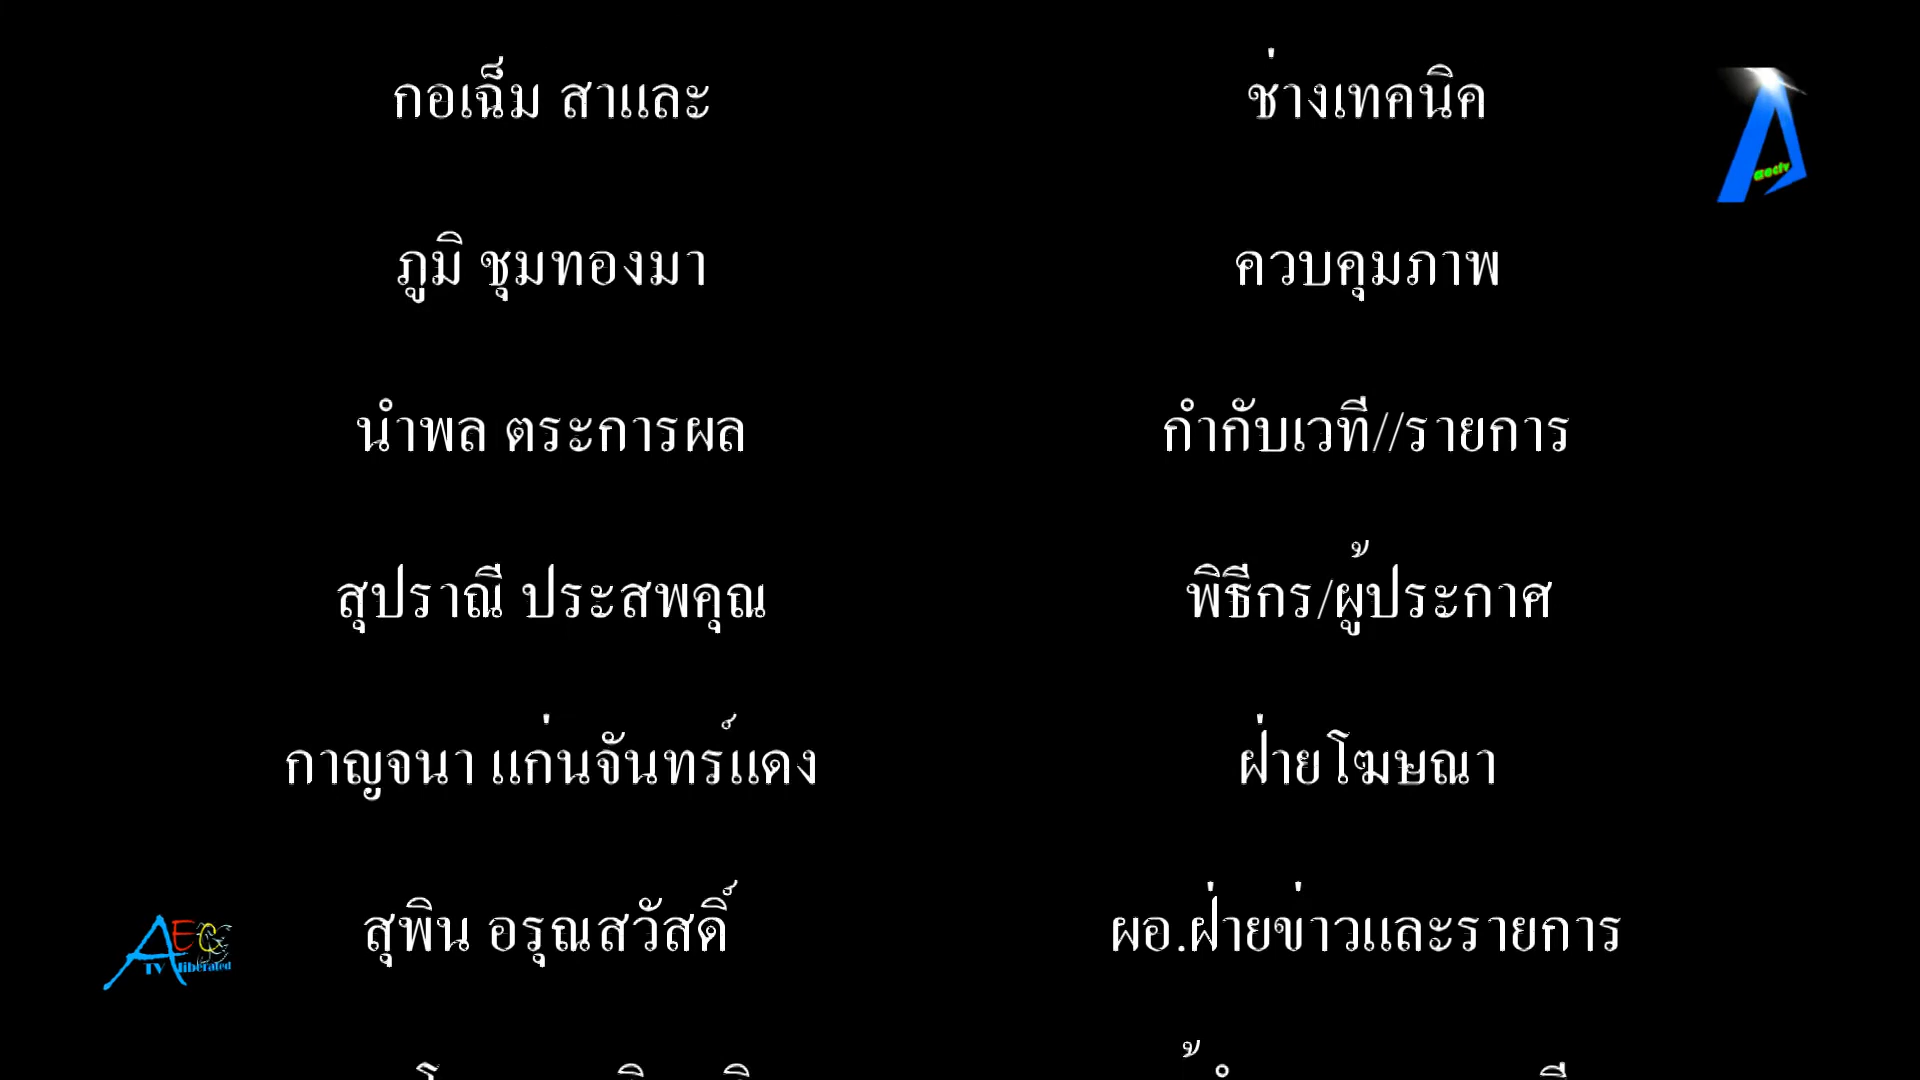 กอเฉ็ม สาและ ช่างเทคนิค
aectv
ภูมิ ชุมทองมา ควบคุมภาพ
นำพล ตระการผล กำกับเวที//รายการ
สุปราณี ประสพคุณ พิธีกร/ผู้ประกาศ
กาญจนา แก่นจันทร์แดง ฝ่ายโฆษณา
สุพิน อรุณสวัสดิ์ ผอ.ฝ่ายข่าวและรายการ
AEC
TV liberated